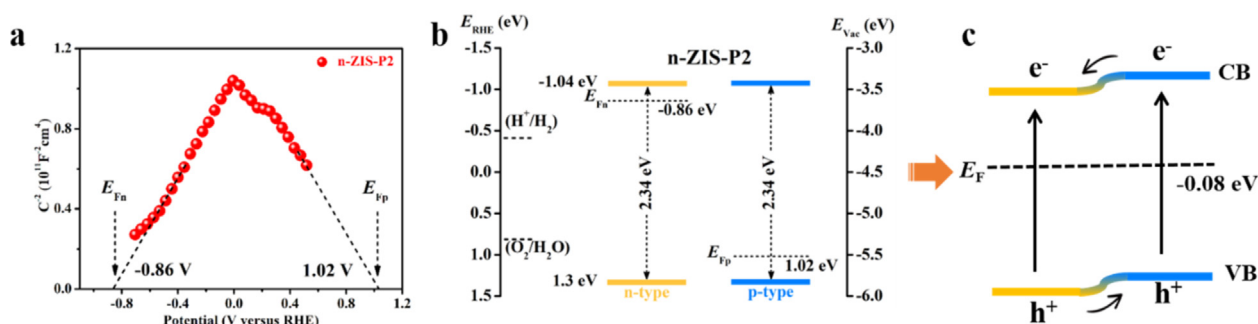 a
n-ZIS-P2
C⁻² (10¹¹F⁻²cm⁴)
1.2
0.9
0.6
0.3
0.0
E_Fn
E_Fp
-0.86 V
1.02 V
-0.8 -0.4 0.0 0.4 0.8 1.2
Potential (V versus RHE)
b
E_RHE (eV)
E_Vac (eV)
n-ZIS-P2
-1.5
-1.0
-0.5
0.0
0.5
1.0
1.5
-1.04 eV
E_Fn
-0.86 eV
(H⁺/H₂)
2.34 eV
2.34 eV
(O₂/H₂O)
E_Fp
1.02 eV
1.3 eV
n-type
p-type
-3.0
-3.5
-4.0
-4.5
-5.0
-5.5
-6.0
c
e⁻
e⁻
CB
E_F
-0.08 eV
VB
h⁺
h⁺